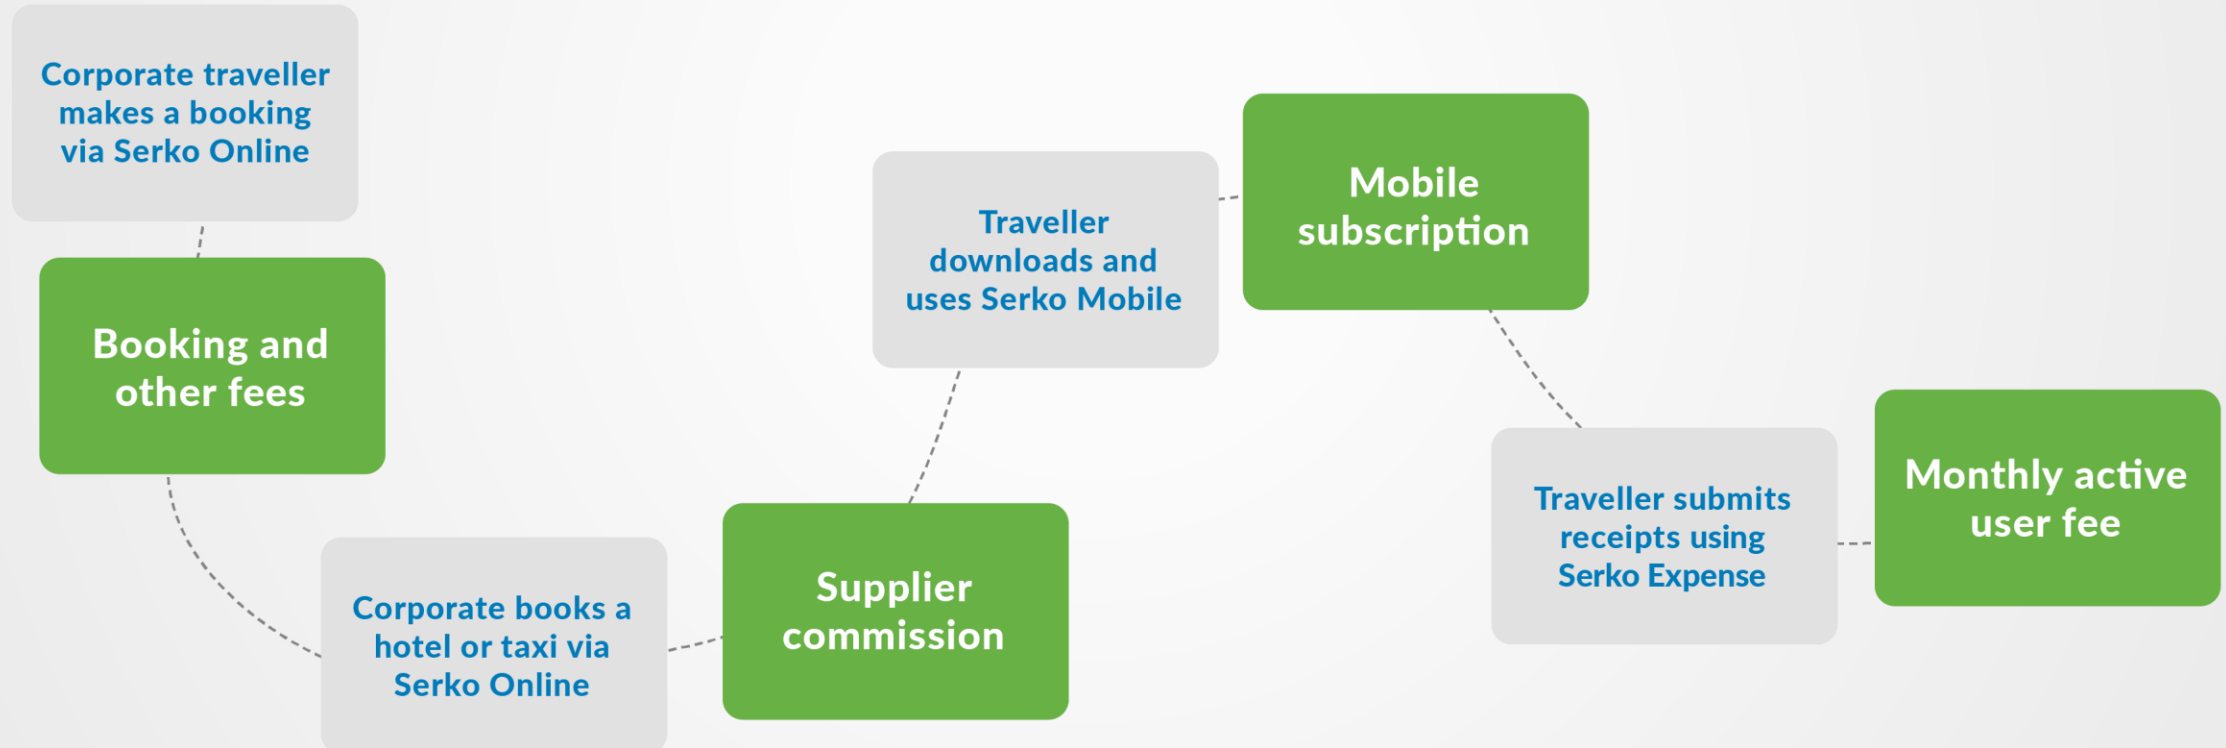 Corporate traveller
makes a booking
via Serko Online
Booking and
other fees
Corporate books a
hotel or taxi via
Serko Online
Supplier
commission
Traveller
downloads and
uses Serko Mobile
Mobile
subscription
Traveller submits
receipts using
Serko Expense
Monthly active
user fee